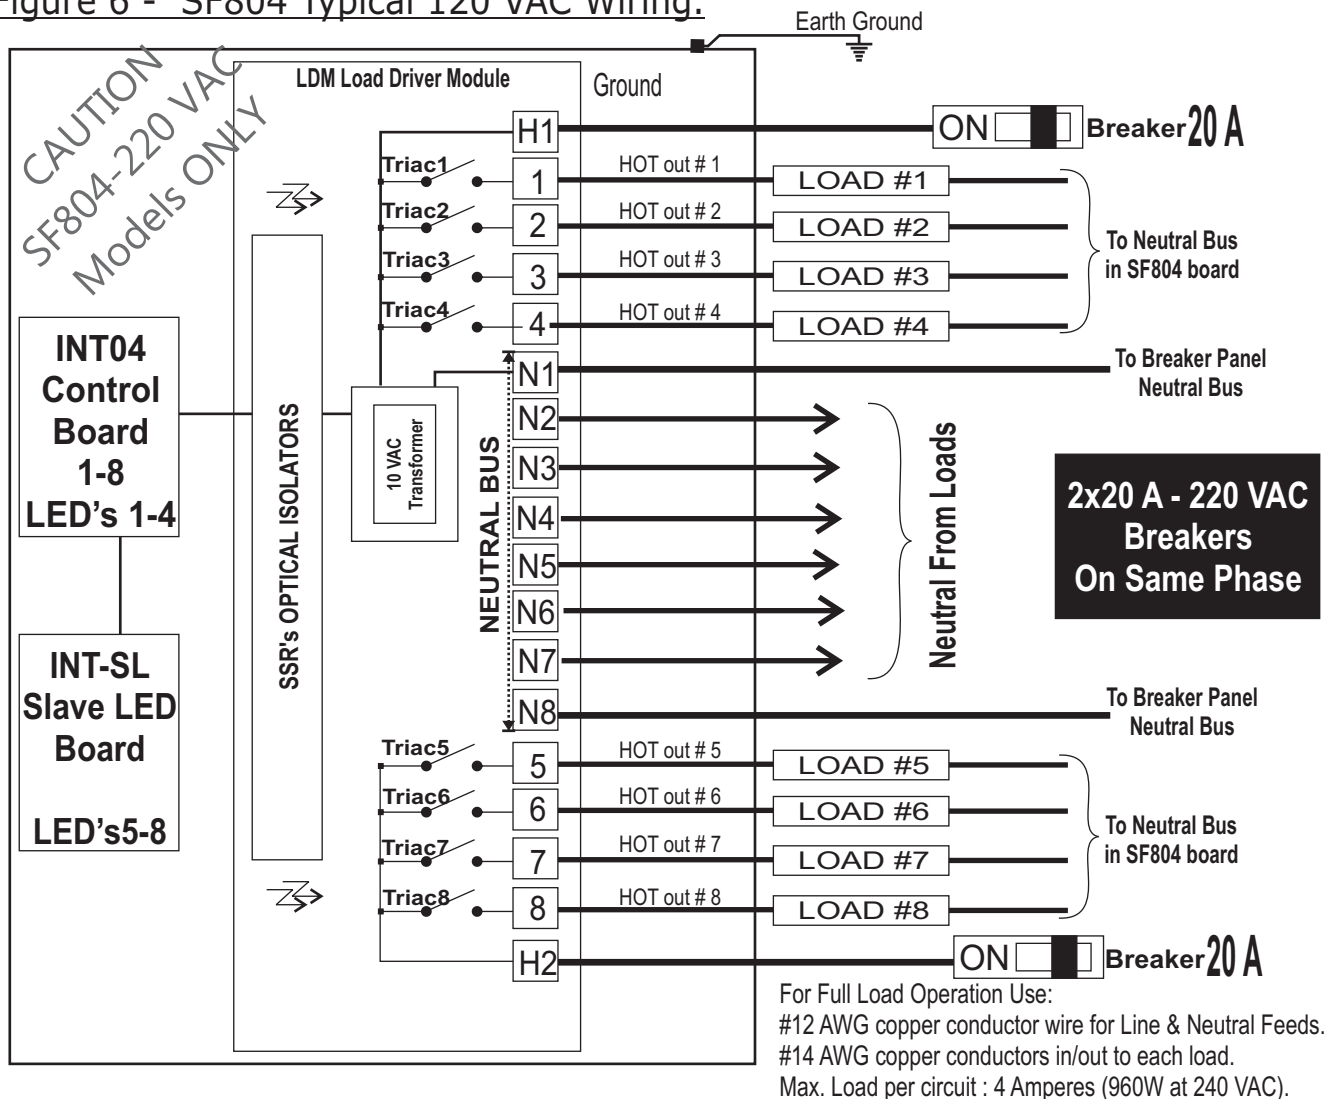 Figure 6 - SF804 Typical 120 VAC Wiring.
Earth Ground
CAUTION
SF804-220 VAC
Models ONLY
LDM Load Driver Module
Ground
H1
ON
Breaker 20 A
Triac1
1
HOT out # 1
LOAD #1
Triac2
2
HOT out # 2
LOAD #2
Triac3
3
HOT out # 3
LOAD #3
Triac4
4
HOT out # 4
LOAD #4
To Neutral Bus
in SF804 board
INT04
Control
Board
1-8
LED's 1-4
INT-SL
Slave LED
Board
LED's5-8
SSR's OPTICAL ISOLATORS
10 VAC
Transformer
NEUTRAL BUS
N1
To Breaker Panel
Neutral Bus
N2
N3
N4
N5
N6
N7
Neutral From Loads
2x20 A - 220 VAC
Breakers
On Same Phase
N8
To Breaker Panel
Neutral Bus
Triac5
5
HOT out # 5
LOAD #5
Triac6
6
HOT out # 6
LOAD #6
Triac7
7
HOT out # 7
LOAD #7
Triac8
8
HOT out # 8
LOAD #8
To Neutral Bus
in SF804 board
H2
ON
Breaker 20 A
For Full Load Operation Use:
#12 AWG copper conductor wire for Line & Neutral Feeds.
#14 AWG copper conductors in/out to each load.
Max. Load per circuit : 4 Amperes (960W at 240 VAC).